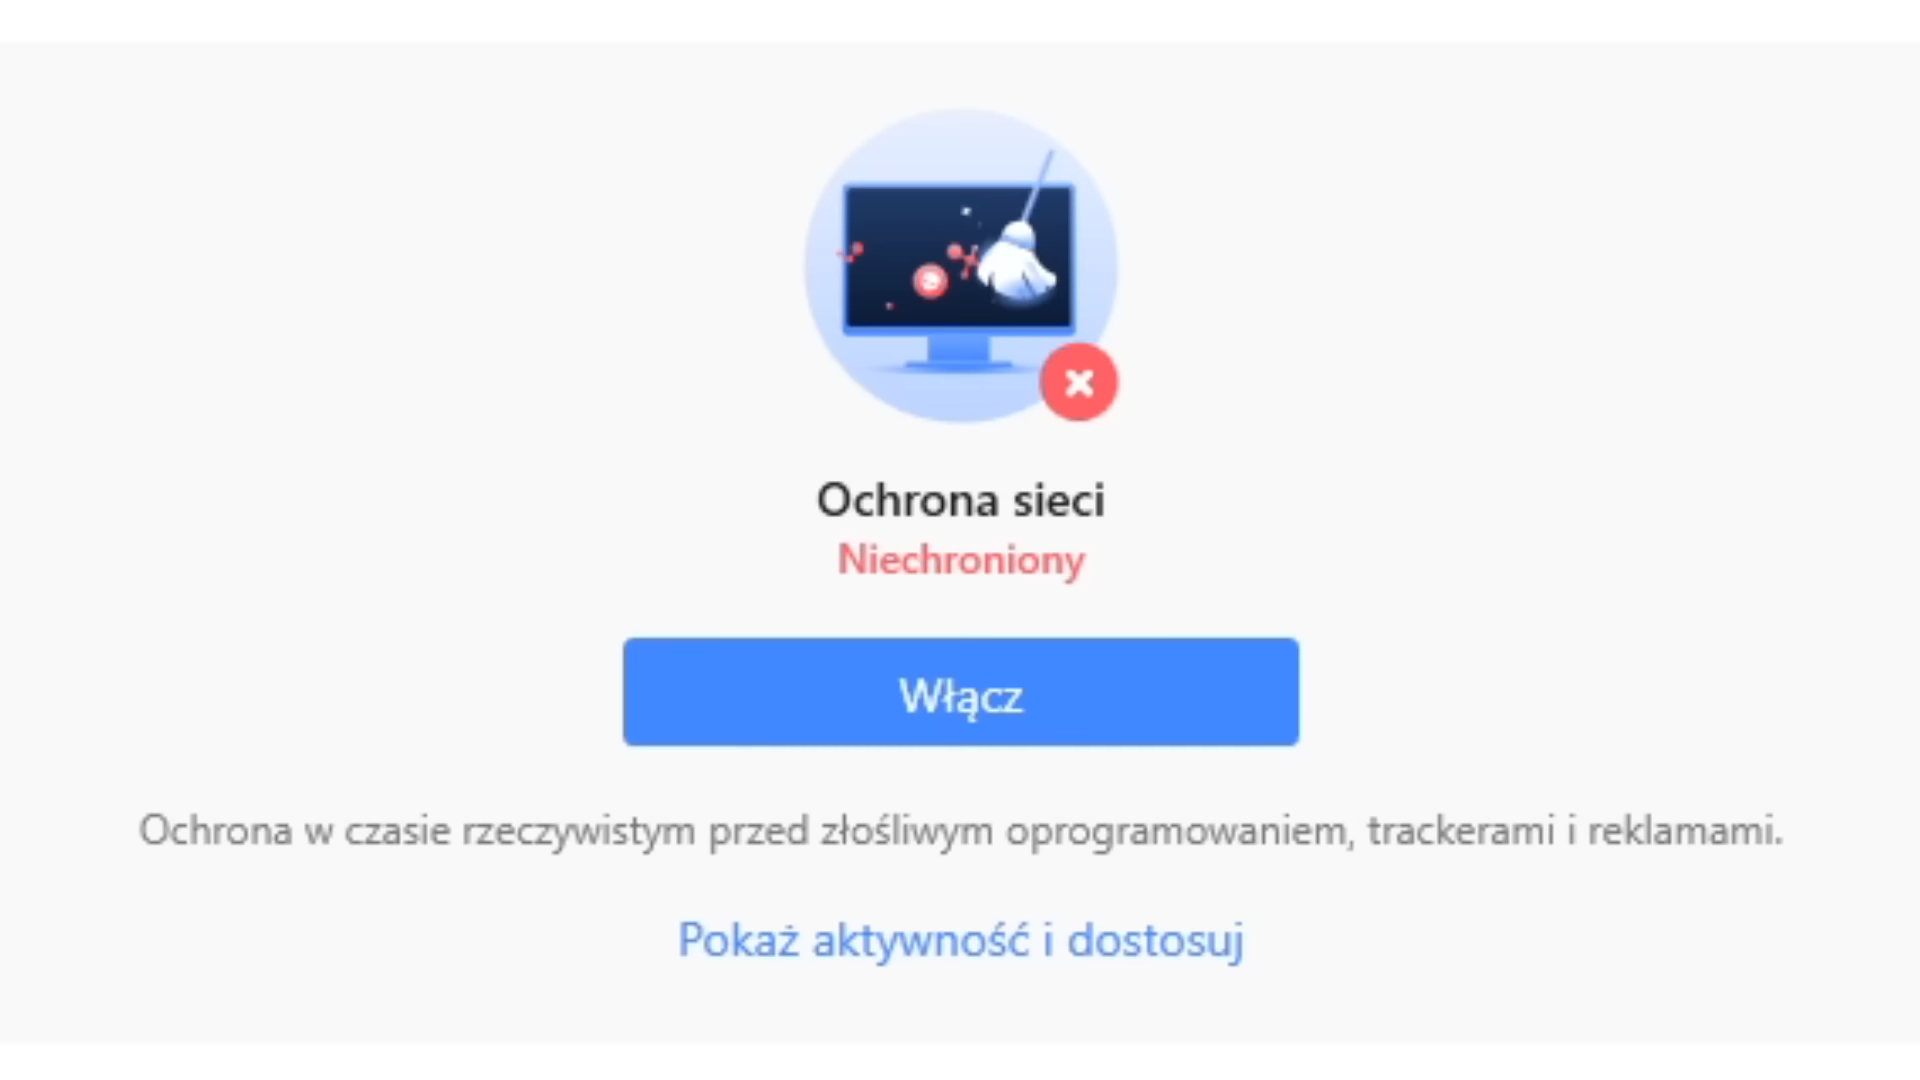 Ochrona sieci
Niechroniony
Włącz
Ochrona w czasie rzeczywistym przed złośliwym oprogramowaniem, trackerami i reklamami.
Pokaż aktywność i dostosuj